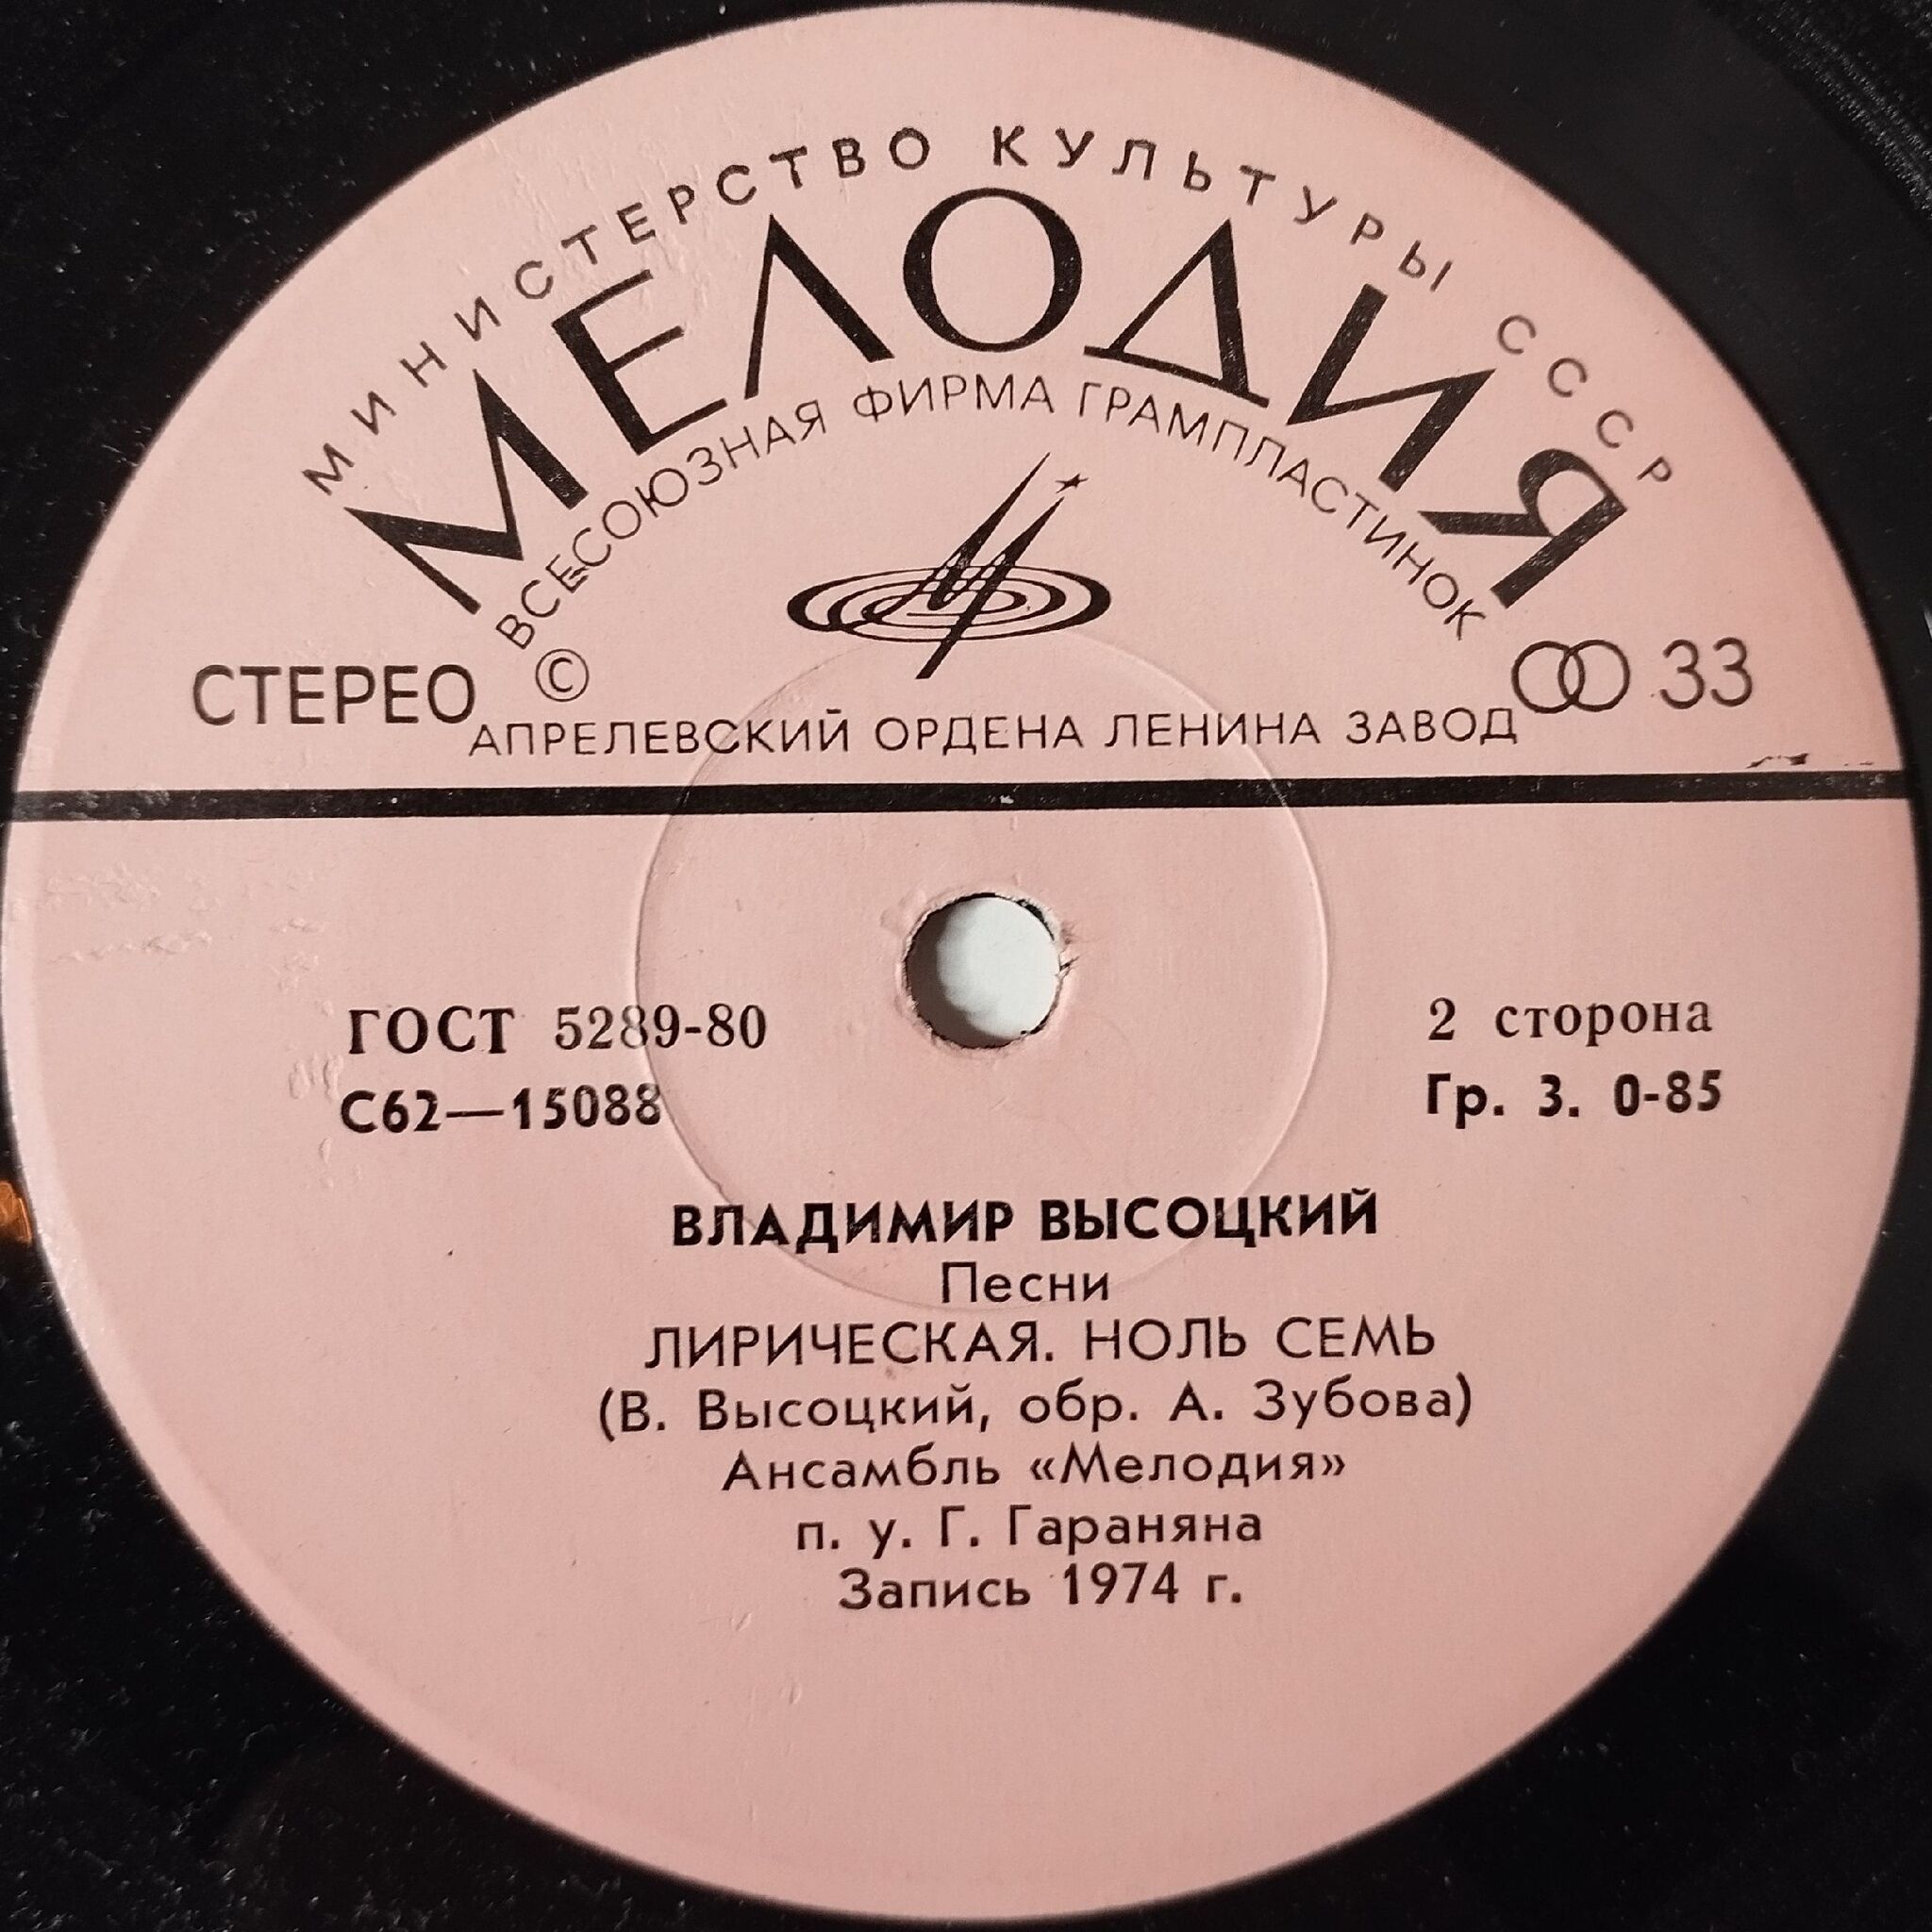 МИНИСТЕРСТВО КУЛЬТУРЫ СССР
МЕЛОДИЯ
ВСЕСОЮЗНАЯ ФИРМА ГРАМПЛАСТИНОК
СТЕРЕО © 33
АПРЕЛЕВСКИЙ ОРДЕНА ЛЕНИНА ЗАВОД
ГОСТ 5289-80 2 сторона
С62—15088 Гр. 3. 0-85
ВЛАДИМИР ВЫСОЦКИЙ
Песни
ЛИРИЧЕСКАЯ. НОЛЬ СЕМЬ
(В. Высоцкий, обр. А. Зубова)
Ансамбль «Мелодия»
п. у. Г. Гараняна
Запись 1974 г.